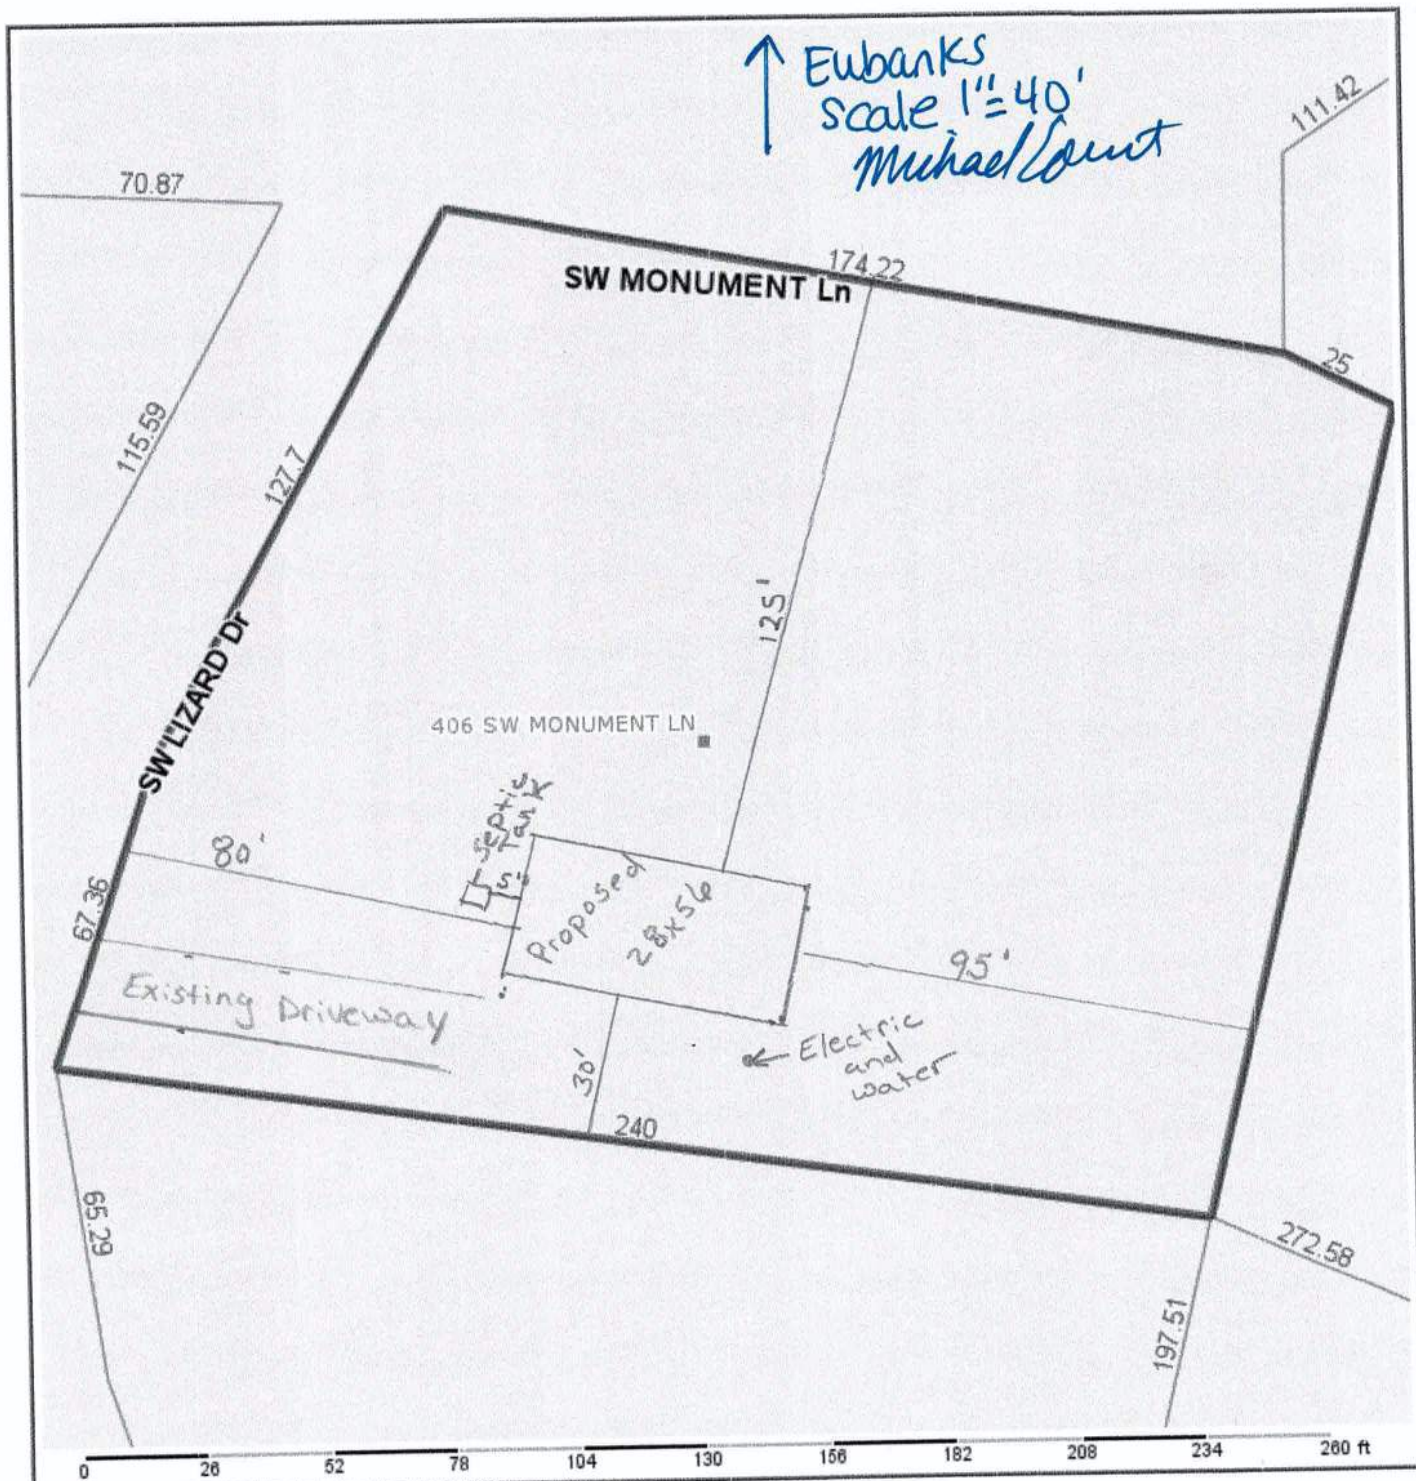 Eubanks
scale 1"=40'
Michael
111.42
70.87
174.22
SW MONUMENT Ln
25
115.59
127.7
125'
SW LIZARD Dr
406 SW MONUMENT LN
Septic
Tank
5'
80'
67.36
Proposed
28x56
95'
Existing Driveway
Electric
and
water
30'
240
65.29
272.58
197.51
0 26 52 78 104 130 156 182 208 234 260 ft